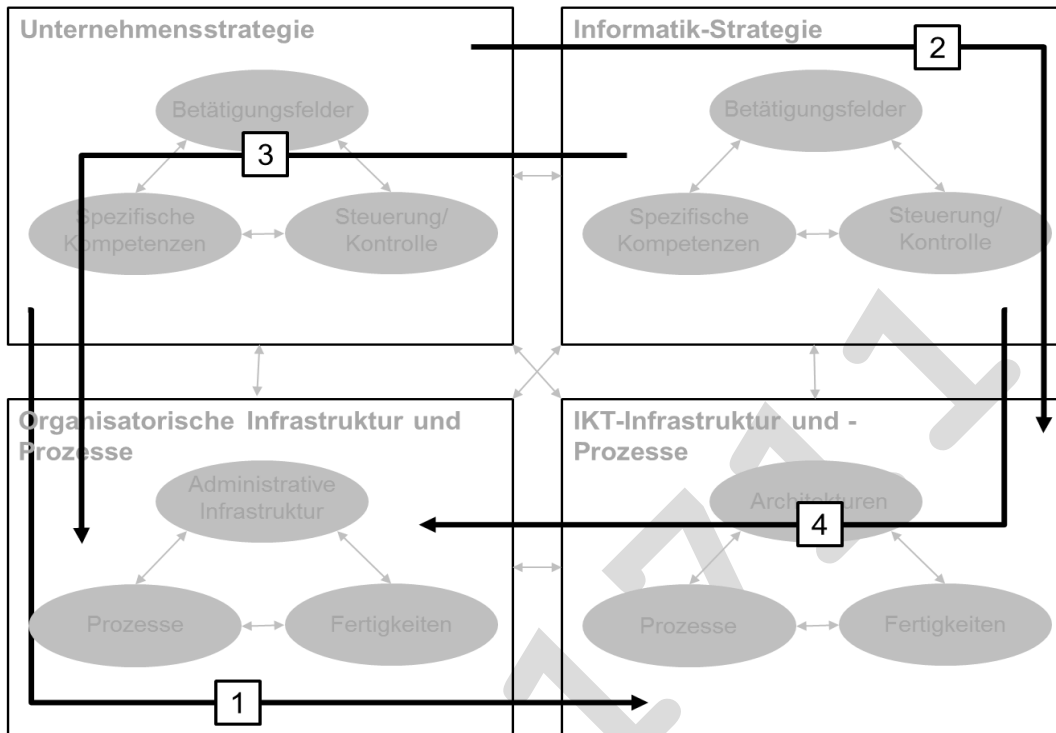 Unternehmensstrategie
Betätigungsfelder
3
Spezifische
Kompetenzen
Steuerung/
Kontrolle
Informatik-Strategie
2
Betätigungsfelder
Spezifische
Kompetenzen
Steuerung/
Kontrolle
Organisatorische Infrastruktur und
Prozesse
Administrative
Infrastruktur
Prozesse
Fertigkeiten
1
IKT-Infrastruktur und -
Prozesse
Architekturen
4
Prozesse
Fertigkeiten